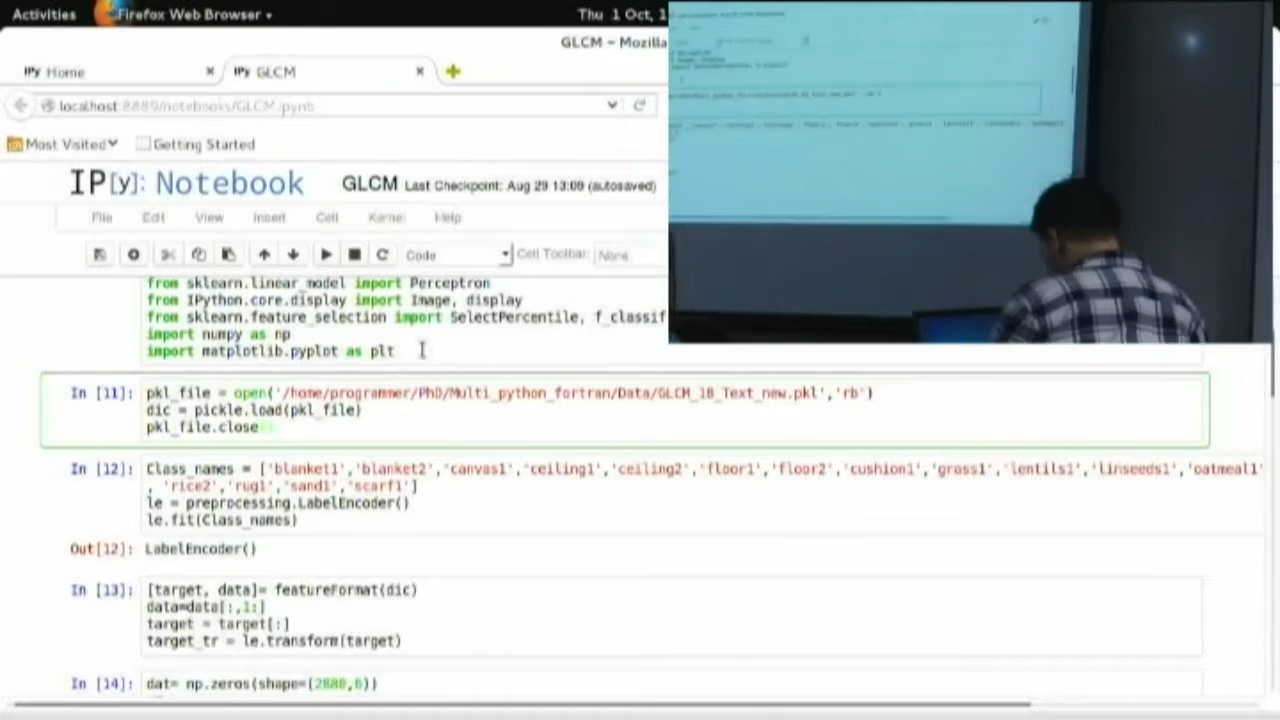 Activities Firefox Web Browser Thu 1 Oct, 1
GLCM - Mozilla
IPy Home IPy GLCM
localhost:8889/notebooks/GLCM.ipynb
Most Visited Getting Started
IP[y]: Notebook GLCM Last Checkpoint: Aug 29 13:09 (autosaved)
File Edit View Insert Cell Kernel Help
Code Cell Toolbar: None
from sklearn.linear_model import Perceptron
from IPython.core.display import Image, display
from sklearn.feature_selection import SelectPercentile, f_classif
import numpy as np
import matplotlib.pyplot as plt
In [11]: pkl_file = open('/home/programmer/PhD/Multi_python_fortran/Data/GLCM_18_Text_new.pkl','rb')
dic = pickle.load(pkl_file)
pkl_file.close()
In [12]: Class_names = ['blanket1','blanket2','canvas1','ceiling1','ceiling2','floor1','floor2','cushion1','grass1','lentils1','linseeds1','oatmeal1'
, 'rice2','rug1','sand1','scarf1']
le = preprocessing.LabelEncoder()
le.fit(Class_names)
Out[12]: LabelEncoder()
In [13]: [target, data]= featureFormat(dic)
data=data[:,1:]
target = target[:]
target_tr = le.transform(target)
In [14]: dat= np.zeros(shape=(2880,6))